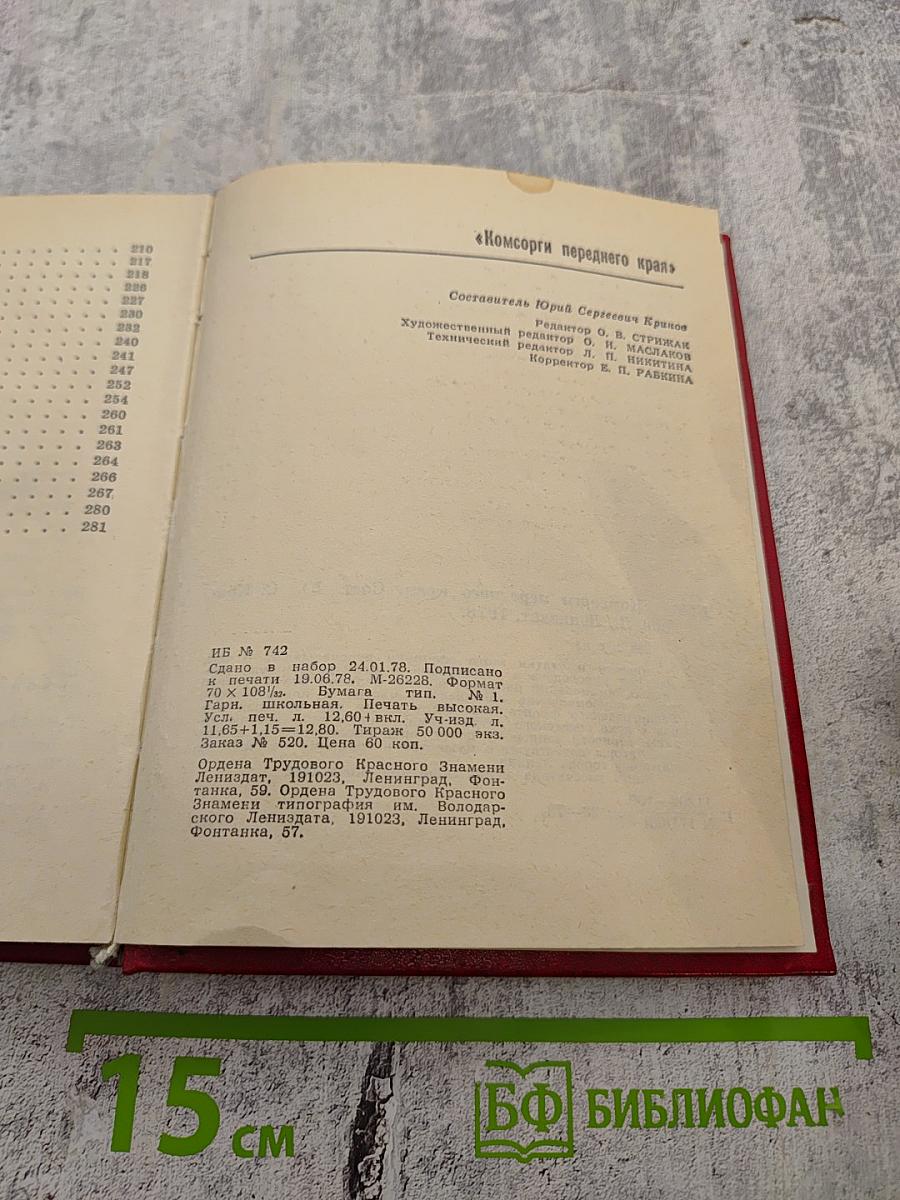 210
217
218
226
227
230
232
240
241
247
252
254
260
261
263
264
266
267
280
281
«Комсорги переднего края»
Составитель Юрий Сергеевич Кринов
Редактор О. В. СТРИЖАК
Художественный редактор О. И. МАСЛАКОВ
Технический редактор Л. П. НИКИТИНА
Корректор Е. П. РАБКИНА
ИБ № 742
Сдано в набор 24.01.78. Подписано
к печати 19.06.78. М-26228. Формат
70 × 108 1/32. Бумага тип. № 1.
Гарн. школьная. Печать высокая.
Усл. печ. л. 12,60+вкл. Уч-изд. л.
11,65+1,15=12,80. Тираж 50 000 экз.
Заказ № 520. Цена 60 коп.
Ордена Трудового Красного Знамени
Лениздат, 191023, Ленинград, Фон-
танка, 59. Ордена Трудового Красного
Знамени типография им. Володар-
ского Лениздата, 191023, Ленинград,
Фонтанка, 57.
15 см
БФ БИБЛИОФАН